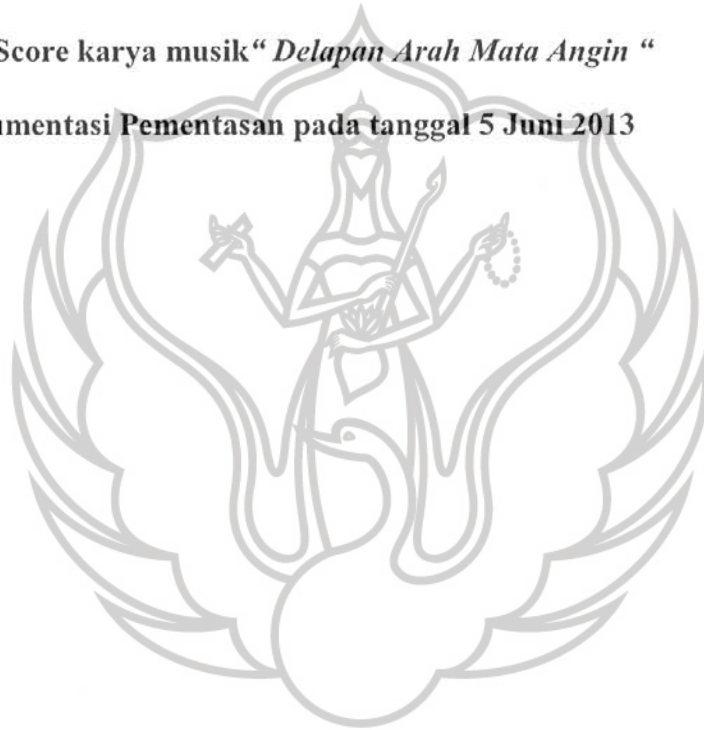 Score karya musik“ Delapan Arah Mata Angin “
umentasi Pementasan pada tanggal 5 Juni 2013